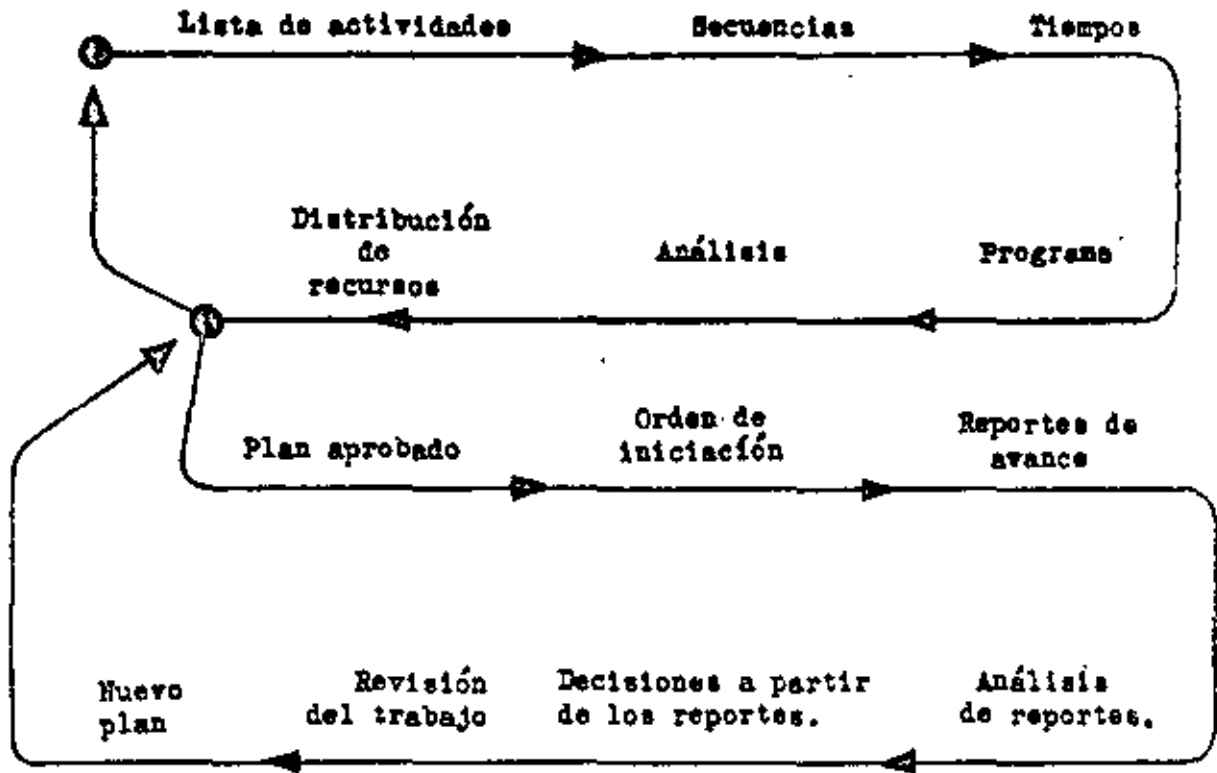 Lista de actividades
Secuencias
Tiempos
Distribución
de
recursos
Análisis
Programa
Plan aprobado
Orden de
iniciación
Reportes de
avance
Nuevo
plan
Revisión
del trabajo
Decisiones a partir
de los reportes.
Análisis
de reportes.